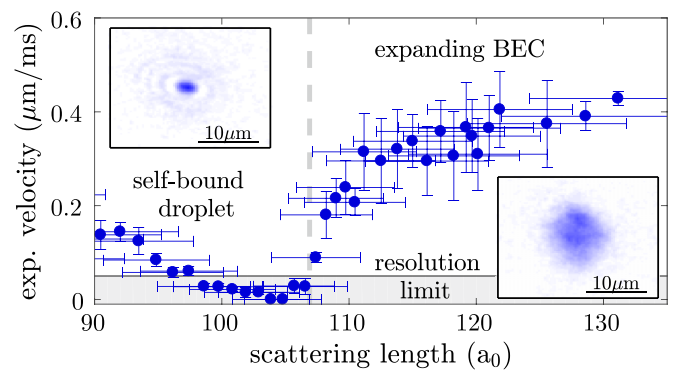 0.6
0.4
0.2
0
exp. velocity (μm/ms)
10μm
expanding BEC
self-bound
droplet
resolution
limit
10μm
90
100
110
120
130
scattering length (a₀)